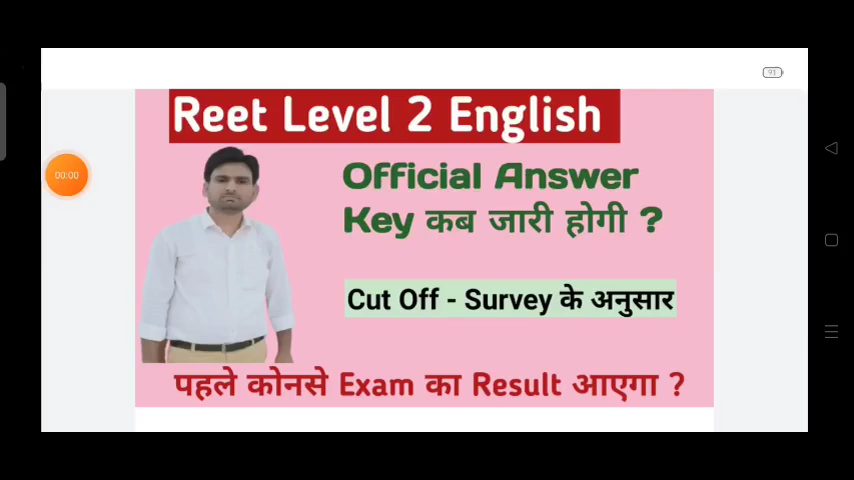 91
Reet Level 2 English
00:00
Official Answer
Key कब जारी होगी ?
Cut Off - Survey के अनुसार
पहले कोनसे Exam का Result आएगा ?